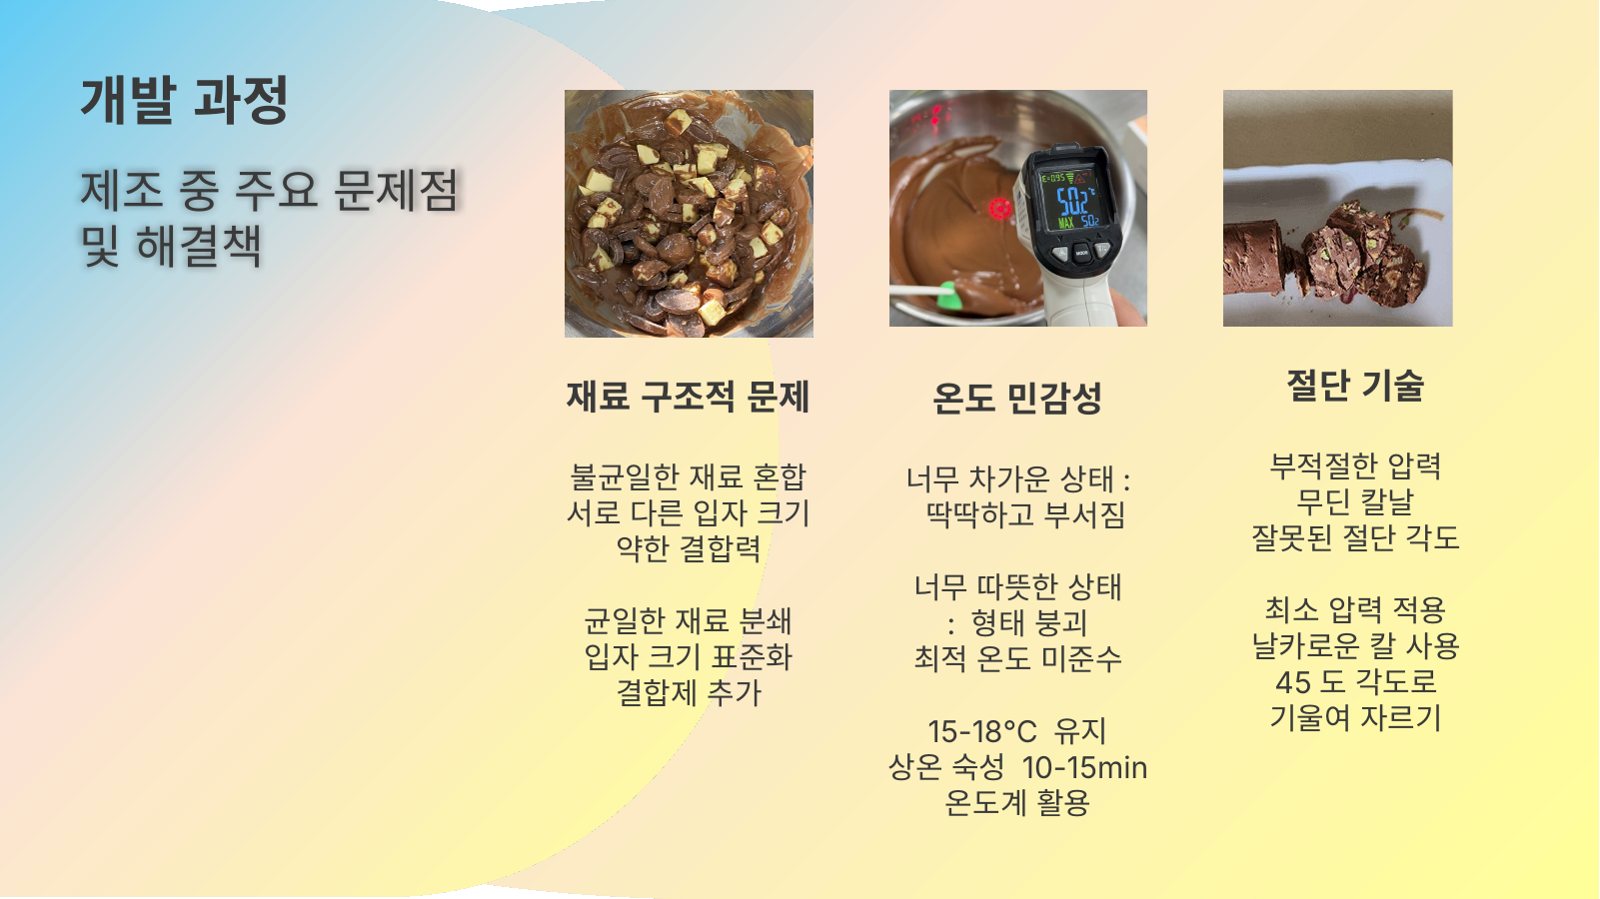 개발 과정
제조 중 주요 문제점
및 해결책
ε=0.95
50.2
°C
MAX 50.2
MODE
재료 구조적 문제
불균일한 재료 혼합
서로 다른 입자 크기
약한 결합력
균일한 재료 분쇄
입자 크기 표준화
결합제 추가
온도 민감성
너무 차가운 상태 :
딱딱하고 부서짐
너무 따뜻한 상태
: 형태 붕괴
최적 온도 미준수
15-18°C 유지
상온 숙성 10-15min
온도계 활용
절단 기술
부적절한 압력
무딘 칼날
잘못된 절단 각도
최소 압력 적용
날카로운 칼 사용
45 도 각도로
기울여 자르기